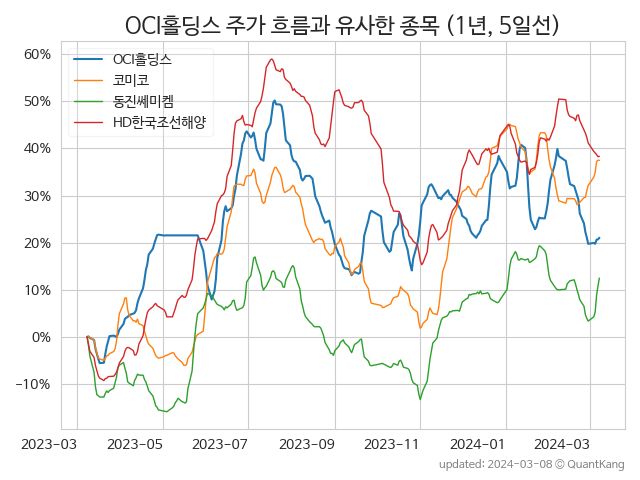 OCI홀딩스 주가 흐름과 유사한 종목 (1년, 5일선)
60%
50%
40%
30%
20%
10%
0%
−10%
OCI홀딩스
코미코
동진쎄미켐
HD한국조선해양
2023-03
2023-05
2023-07
2023-09
2023-11
2024-01
2024-03
updated: 2024-03-08 ⓒ QuantKang